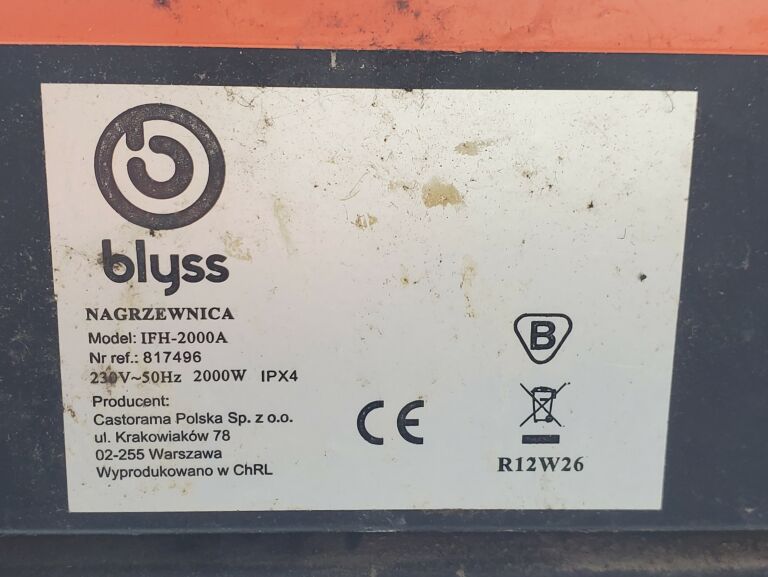 blyss
NAGRZEWNICA
Model: IFH-2000A
Nr ref.: 817496
230V~50Hz 2000W IPX4
Producent:
Castorama Polska Sp. z o.o.
ul. Krakowiaków 78
02-255 Warszawa
Wyprodukowano w ChRL
CE
B
R12W26